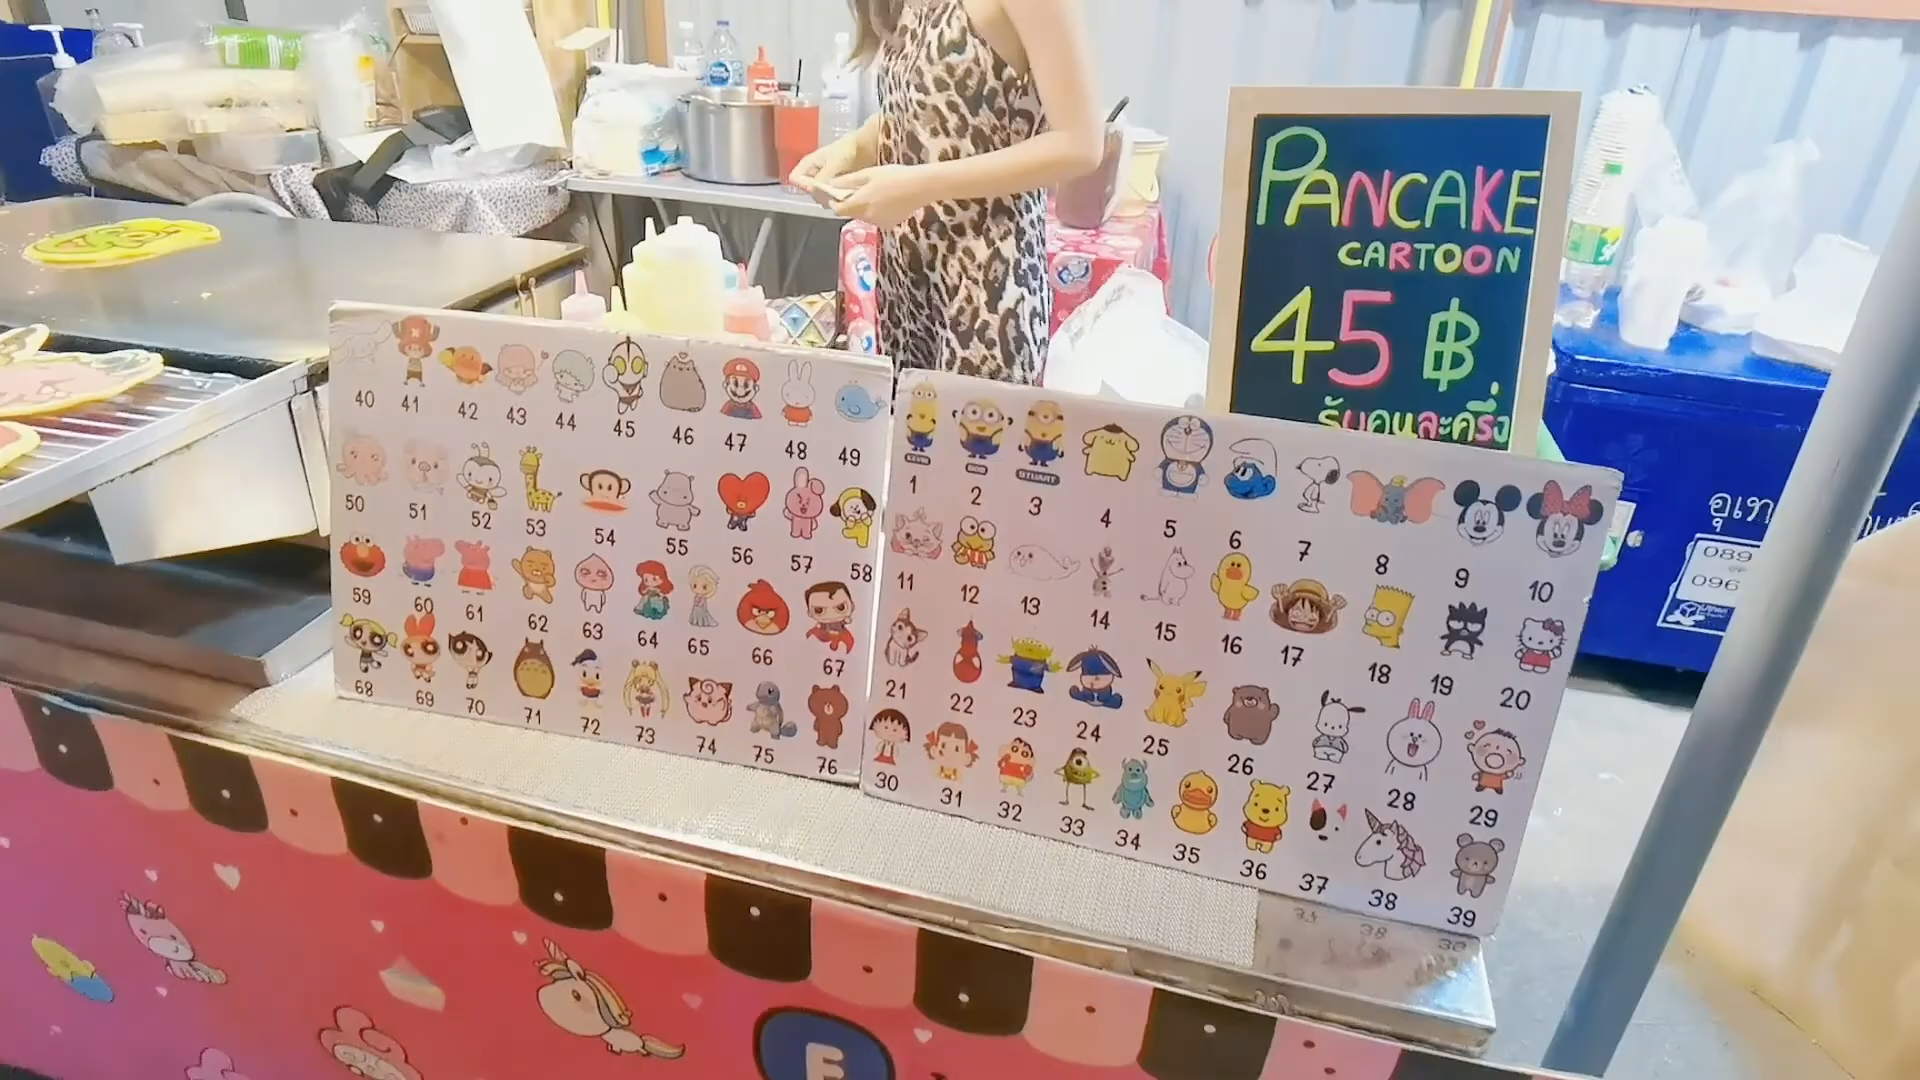 PANCAKE
CARTOON
45 ฿
รับคนละครึ่ง
40 41 42 43 44 45 46 47 48 49
50 51 52 53 54 55 56 57 58
59 60 61 62 63 64 65 66 67
68 69 70 71 72 73 74 75 76
KEVIN BOB STUART
1 2 3 4 5 6 7 8 9 10
11 12 13 14 15 16 17 18 19 20
21 22 23 24 25 26 27 28 29
30 31 32 33 34 35 36 37 38 39
อุเท
089
096
E